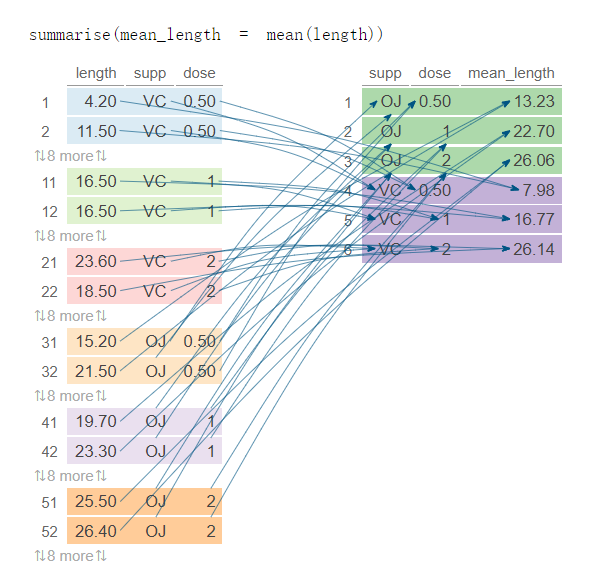 summarise(mean_length = mean(length))
length supp dose
1 4.20 VC 0.50
2 11.50 VC 0.50
⇅8 more⇅
11 16.50 VC 1
12 16.50 VC 1
⇅8 more⇅
21 23.60 VC 2
22 18.50 VC 2
⇅8 more⇅
31 15.20 OJ 0.50
32 21.50 OJ 0.50
⇅8 more⇅
41 19.70 OJ 1
42 23.30 OJ 1
⇅8 more⇅
51 25.50 OJ 2
52 26.40 OJ 2
⇅8 more⇅
supp dose mean_length
1 OJ 0.50 13.23
2 OJ 1 22.70
3 OJ 2 26.06
4 VC 0.50 7.98
5 VC 1 16.77
6 VC 2 26.14